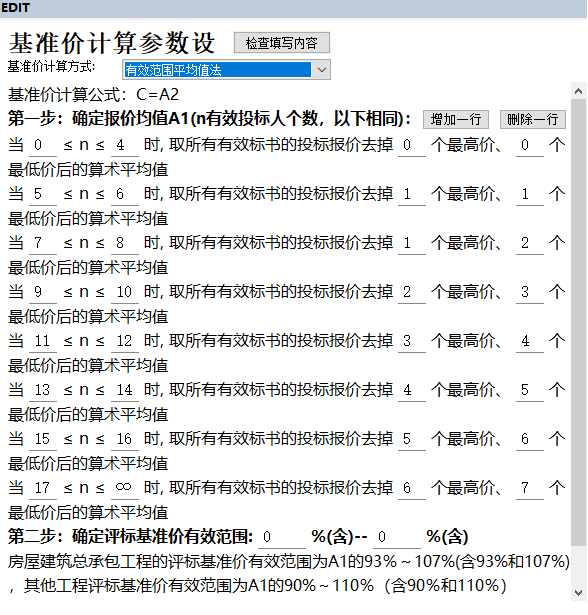 EDIT
基准价计算参数设 检查填写内容
基准价计算方式: 有效范围平均值法
基准价计算公式：C=A2
第一步：确定报价均值A1(n有效投标人个数，以下相同)： 增加一行 删除一行
当 0 ≤ n ≤ 4 时, 取所有有效标书的投标报价去掉 0 个最高价、 0 个
最低价后的算术平均值
当 5 ≤ n ≤ 6 时, 取所有有效标书的投标报价去掉 1 个最高价、 1 个
最低价后的算术平均值
当 7 ≤ n ≤ 8 时, 取所有有效标书的投标报价去掉 1 个最高价、 2 个
最低价后的算术平均值
当 9 ≤ n ≤ 10 时, 取所有有效标书的投标报价去掉 2 个最高价、 3 个
最低价后的算术平均值
当 11 ≤ n ≤ 12 时, 取所有有效标书的投标报价去掉 3 个最高价、 4 个
最低价后的算术平均值
当 13 ≤ n ≤ 14 时, 取所有有效标书的投标报价去掉 4 个最高价、 5 个
最低价后的算术平均值
当 15 ≤ n ≤ 16 时, 取所有有效标书的投标报价去掉 5 个最高价、 6 个
最低价后的算术平均值
当 17 ≤ n ≤ ∞ 时, 取所有有效标书的投标报价去掉 6 个最高价、 7 个
最低价后的算术平均值
第二步：确定评标基准价有效范围: 0 %(含)-- 0 %(含)
房屋建筑总承包工程的评标基准价有效范围为A1的93%～107%(含93%和107%)
，其他工程评标基准价有效范围为A1的90%～110%（含90%和110%）